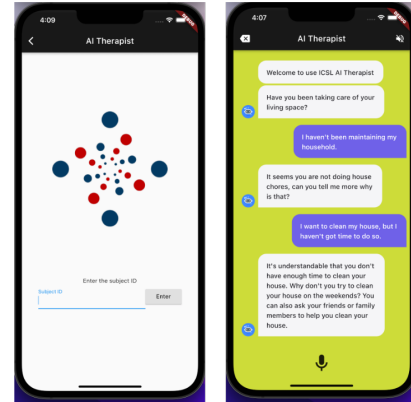 4:09
AI Therapist
Enter the subject ID
Subject ID
Enter
4:07
AI Therapist
Welcome to use ICSL AI Therapist
Have you been taking care of your
living space?
I haven't been maintaining my
household.
It seems you are not doing house
chores, can you tell me more why
is that?
I want to clean my house, but I
haven't got time to do so.
It's understandable that you don't
have enough time to clean your
house. Why don't you try to clean
your house on the weekends? You
can also ask your friends or family
members to help you clean your
house.